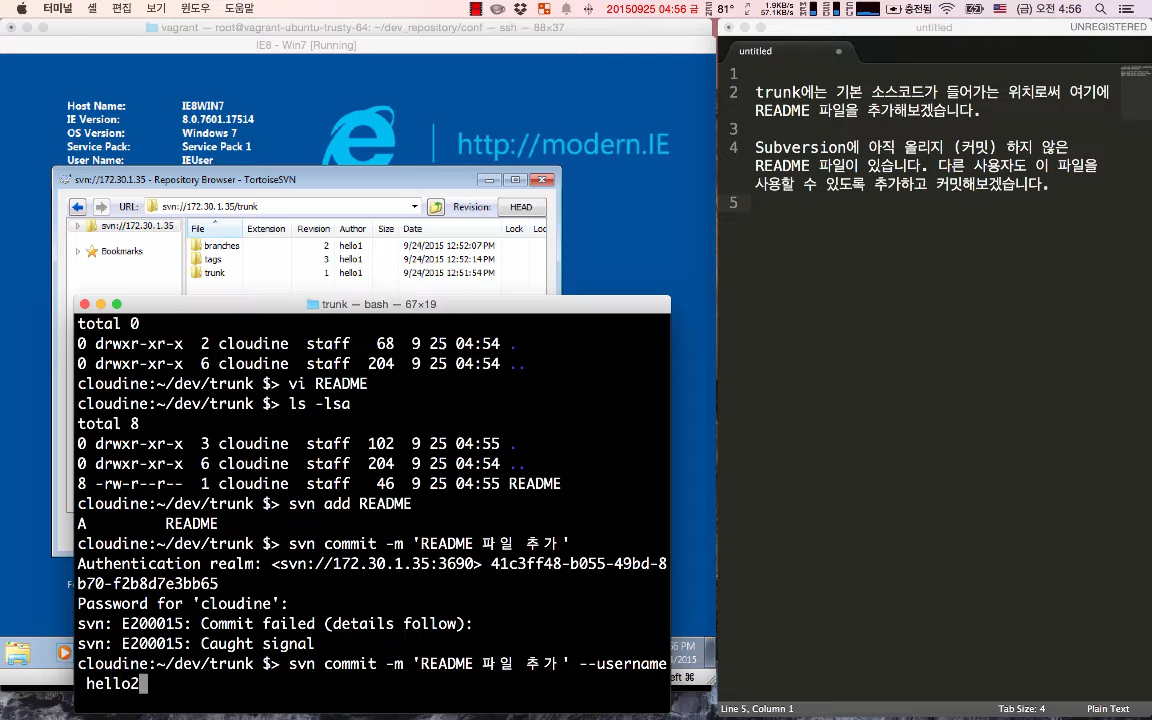 터미널 셸 편집 보기 윈도우 도움말
20150925 04:56 금
81°
1.9KB/s
57.1KB/s
충전됨
(금) 오전 4:56
vagrant — root@vagrant-ubuntu-trusty-64: ~/dev_repository/conf — ssh — 88×37
IE8 - Win7 [Running]
Host Name: IE8WIN7
IE Version: 8.0.7601.17514
OS Version: Windows 7
Service Pack: Service Pack 1
User Name: IEUser
http://modern.IE
svn://172.30.1.35 - Repository Browser - TortoiseSVN
URL: svn://172.30.1.35/trunk Revision: HEAD
svn://172.30.1.35
Bookmarks
File Extension Revision Author Size Date Lock Lock
branches 2 hello1 9/24/2015 12:52:07 PM
tags 3 hello1 9/24/2015 12:52:14 PM
trunk 1 hello1 9/24/2015 12:51:54 PM
trunk — bash — 67×19
total 0
0 drwxr-xr-x 2 cloudine staff 68 9 25 04:54 .
0 drwxr-xr-x 6 cloudine staff 204 9 25 04:54 ..
cloudine:~/dev/trunk $> vi README
cloudine:~/dev/trunk $> ls -lsa
total 8
0 drwxr-xr-x 3 cloudine staff 102 9 25 04:55 .
0 drwxr-xr-x 6 cloudine staff 204 9 25 04:54 ..
8 -rw-r--r-- 1 cloudine staff 46 9 25 04:55 README
cloudine:~/dev/trunk $> svn add README
A README
cloudine:~/dev/trunk $> svn commit -m 'README 파일 추가'
Authentication realm: <svn://172.30.1.35:3690> 41c3ff48-b055-49bd-8
b70-f2b8d7e3bb65
Password for 'cloudine':
svn: E200015: Commit failed (details follow):
svn: E200015: Caught signal
cloudine:~/dev/trunk $> svn commit -m 'README 파일 추가' --username
hello2
untitled
UNREGISTERED
untitled
1
2 trunk에는 기본 소스코드가 들어가는 위치로써 여기에
README 파일을 추가해보겠습니다.
3
4 Subversion에 아직 올리지 (커밋) 하지 않은
README 파일이 있습니다. 다른 사용자도 이 파일을
사용할 수 있도록 추가하고 커밋해보겠습니다.
5
Line 5, Column 1
Tab Size: 4
Plain Text